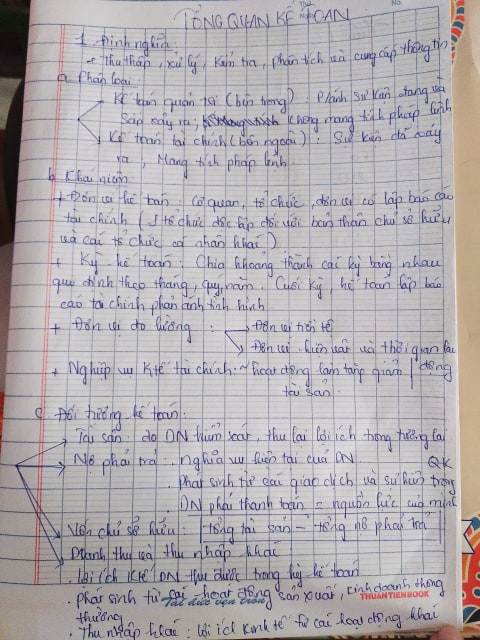 Thứ
No.
Ngày
TỔNG QUAN KẾ TOÁN
1. Định nghĩa
- Thu thập, xử lý, kiểm tra, phân tích và cung cấp thông tin
a. Phân loại
Kế toán quản trị (bên trong): P/ánh sự kiện đang và
sắp xảy ra, không mang tính pháp lệnh
Kế toán tài chính (bên ngoài): Sự kiện đã xảy
ra, Mang tính pháp lệnh.
b. Khái niệm:
+ Đơn vị kế toán: cơ quan, tổ chức, đơn vị có lập báo cáo
tài chính (1 tổ chức độc lập đối với bản thân chủ sở hữu
và các tổ chức cá nhân khác)
+ Kỳ kế toán: Chia khoảng thành các kỳ bằng nhau
quy định theo tháng, quý, năm. Cuối kỳ, kế toán lập báo
cáo tài chính phản ánh tình hình.
+ Đơn vị đo lường: Đơn vị tiền tệ
Đơn vị hiện vật và thời gian lao
động
+ Nghiệp vụ Ktế tài chính: ~ hoạt động làm tăng giảm
tài sản.
c. Đối tượng kế toán:
Tài sản: do DN kiểm soát, thu lại lợi ích trong tương lai
Nợ phải trả: . nghĩa vụ hiện tại của DN
. phát sinh từ các giao dịch và sự kiện trong QK
. DN phải thanh toán = nguồn lực của mình
Vốn chủ sở hữu: tổng tài sản - tổng nợ phải trả
Doanh thu và thu nhập khác
. Lợi ích Ktế DN thu được trong kỳ kế toán
. phát sinh từ các hoạt động sản xuất, kinh doanh thông
Tài đức vẹn toàn
THUANTIENBOOK
thường
. Thu nhập khác: lợi ích kinh tế từ các hoạt động khác